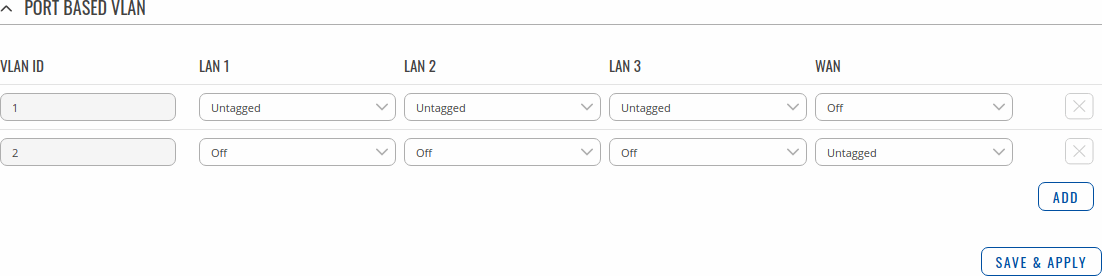 PORT BASED VLAN
VLAN ID LAN 1 LAN 2 LAN 3 WAN
1 Untagged Untagged Untagged Off
2 Off Off Off Untagged
ADD
SAVE & APPLY